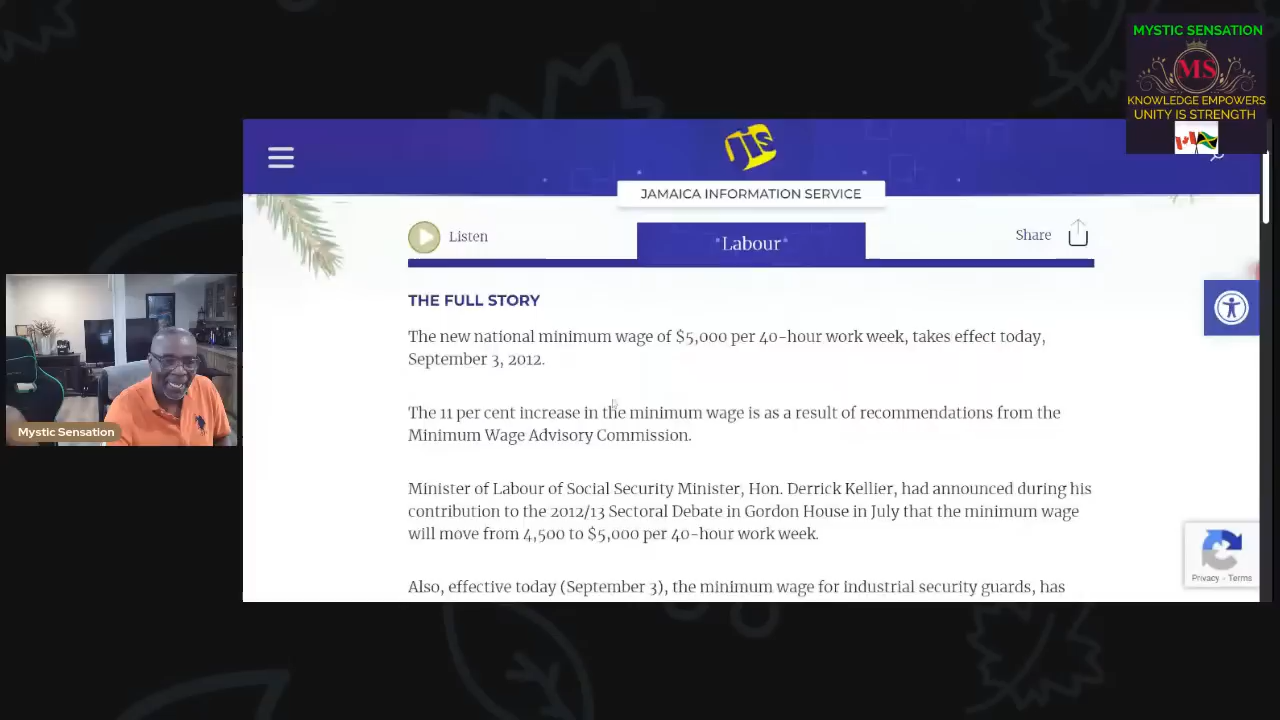 MYSTIC SENSATION
MS
KNOWLEDGE EMPOWERS
UNITY IS STRENGTH
JIS
JAMAICA INFORMATION SERVICE
Listen
*Labour*
Share
THE FULL STORY
The new national minimum wage of $5,000 per 40-hour work week, takes effect today,
September 3, 2012.
The 11 per cent increase in the minimum wage is as a result of recommendations from the
Minimum Wage Advisory Commission.
Minister of Labour of Social Security Minister, Hon. Derrick Kellier, had announced during his
contribution to the 2012/13 Sectoral Debate in Gordon House in July that the minimum wage
will move from 4,500 to $5,000 per 40-hour work week.
Also, effective today (September 3), the minimum wage for industrial security guards, has
Mystic Sensation
Privacy - Terms